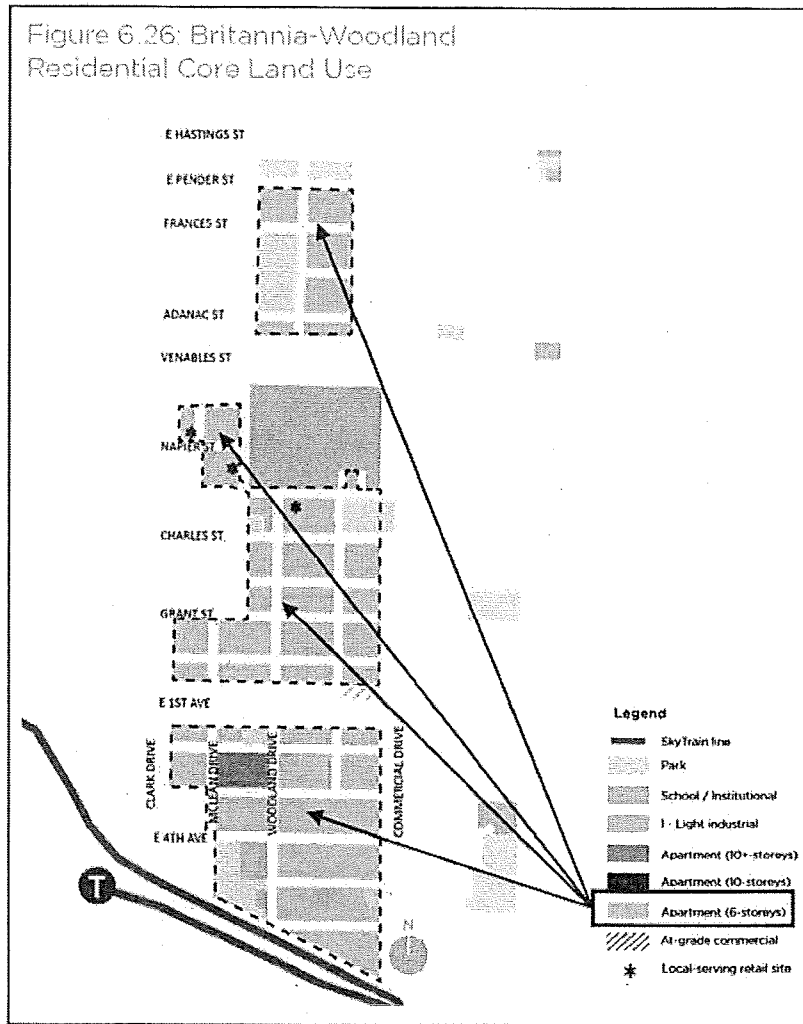 Figure 6.26: Britannia-Woodland
Residential Core Land Use
E HASTINGS ST
E PENDER ST
FRANCES ST
ADANAC ST
VENABLES ST
NAPIER ST
CHARLES ST
GRANT ST
E 1ST AVE
CLARK DRIVE
MCLEAN DRIVE
WOODLAND DRIVE
COMMERCIAL DRIVE
E 4TH AVE
T
N
Legend
SkyTrain line
Park
School / Institutional
I - Light industrial
Apartment (10+-storeys)
Apartment (10-storeys)
Apartment (6-storeys)
At-grade commercial
Local-serving retail site